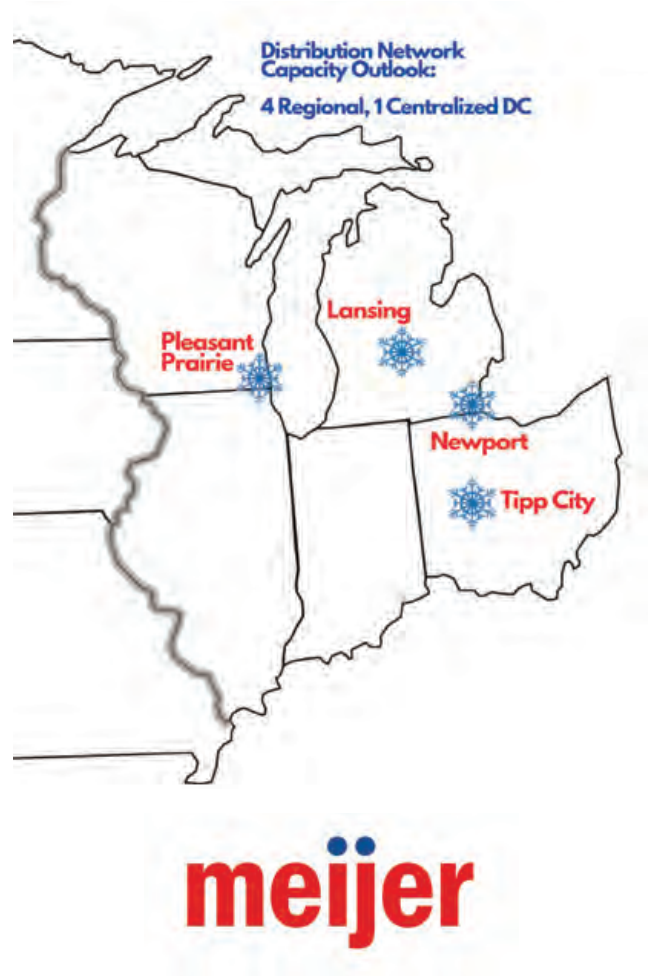 Distribution Network
Capacity Outlook:
4 Regional, 1 Centralized DC
Lansing
Pleasant
Prairie
Newport
Tipp City
meijer